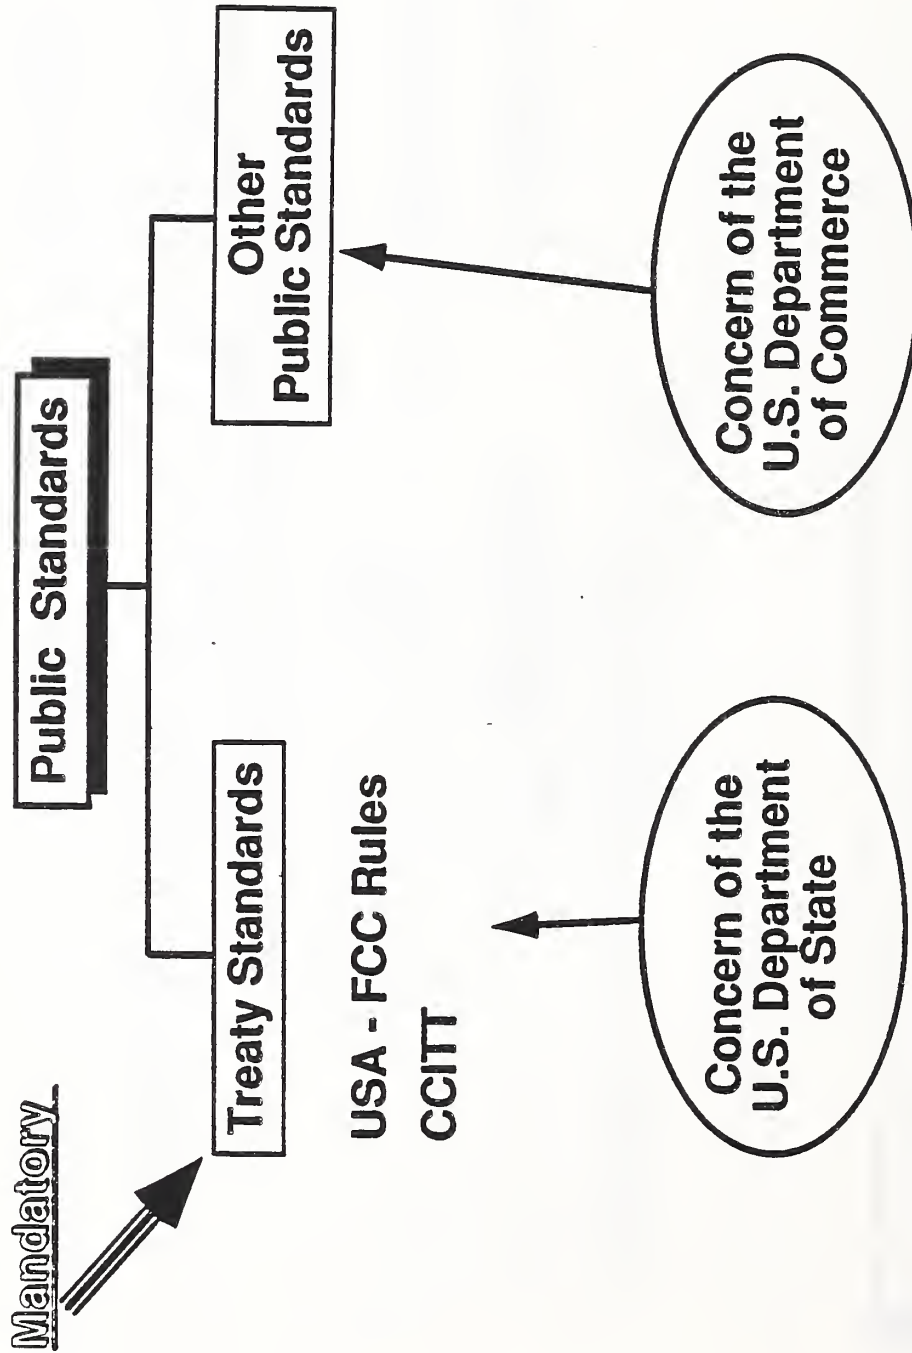 Mandatory
Public Standards
Treaty Standards
Other
Public Standards
USA - FCC Rules
CCITT
Concern of the
U.S. Department
of State
Concern of the
U.S. Department
of Commerce